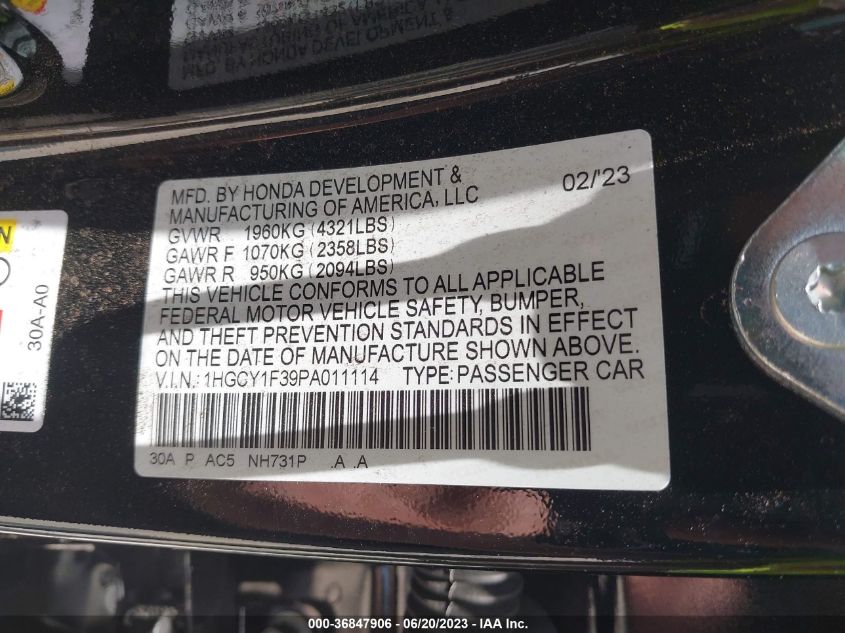 MFD. BY HONDA DEVELOPMENT &
MANUFACTURING OF AMERICA, LLC
02/'23
GVWR 1960KG (4321LBS)
GAWR F 1070KG (2358LBS)
GAWR R 950KG (2094LBS)
THIS VEHICLE CONFORMS TO ALL APPLICABLE
FEDERAL MOTOR VEHICLE SAFETY, BUMPER,
AND THEFT PREVENTION STANDARDS IN EFFECT
ON THE DATE OF MANUFACTURE SHOWN ABOVE.
V.I.N.: 1HGCY1F39PA011114 TYPE: PASSENGER CAR
30A P AC5 NH731P .A .A
30A-A0
000-36847906 - 06/20/2023 - IAA Inc.